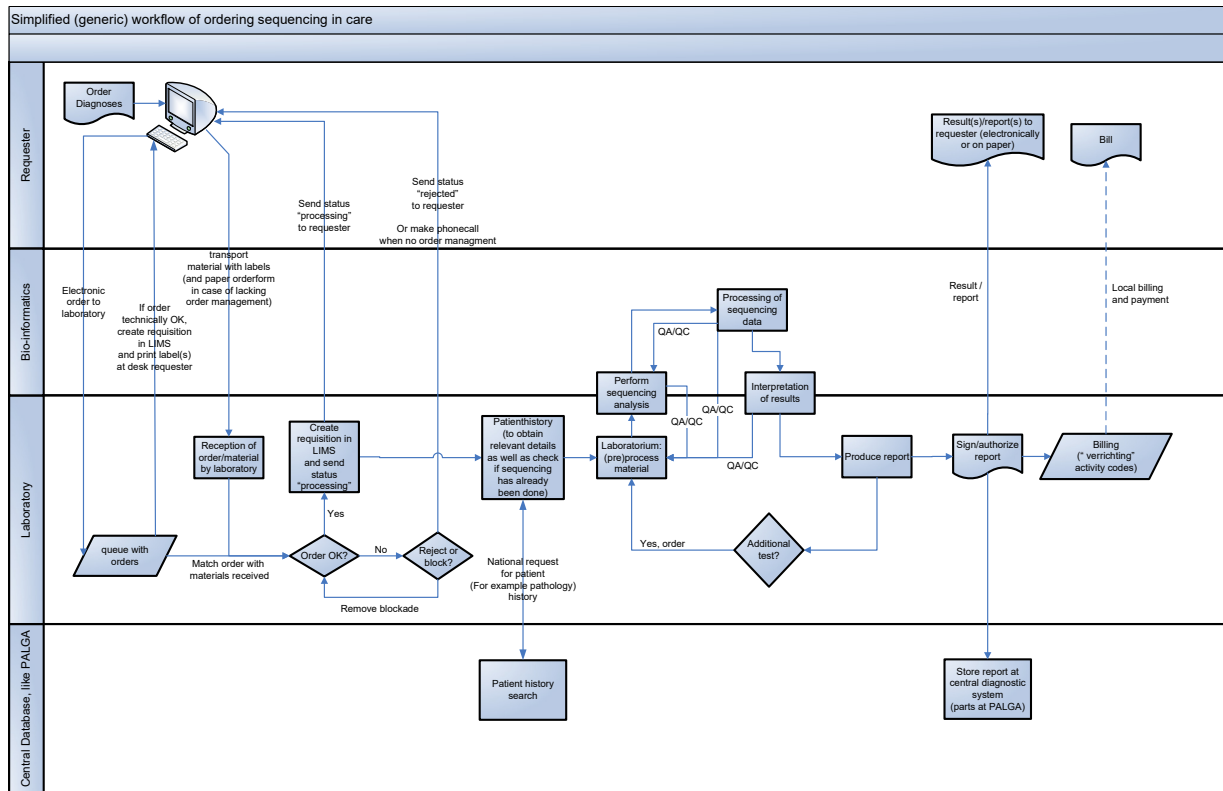 Simplified (generic) workflow of ordering sequencing in care
Requester
Order
Diagnoses
Result(s)/report(s) to
requester (electronically
or on paper)
Bill
Send status
“processing”
to requester
Send status
“rejected”
to requester
Or make phonecall
when no order managment
Bio-informatics
Electronic
order to
laboratory
If order
technically OK,
create requisition
in LIMS
and print label(s)
at desk requester
transport
material with labels
(and paper orderform
in case of lacking
order management)
Processing of
sequencing
data
QA/QC
Perform
sequencing
analysis
Interpretation
of results
QA/QC
QA/QC
Result /
report
Local billing
and payment
Laboratory
Reception of
order/material
by laboratory
Create
requisition in
LIMS
and send
status
“processing”
Patienthistory
(to obtain
relevant details
as well as check
if sequencing
has already
been done)
Laboratorium:
(pre)process
material
QA/QC
Produce report
Sign/authorize
report
Billing
(“ verrichting”
activity codes)
Yes
queue with
orders
Match order with
materials received
Order OK?
No
Reject or
block?
Remove blockade
National request
for patient
(For example pathology)
history
Yes, order
Additional
test?
Central Database, like PALGA
Patient history
search
Store report at
central diagnostic
system
(parts at PALGA)